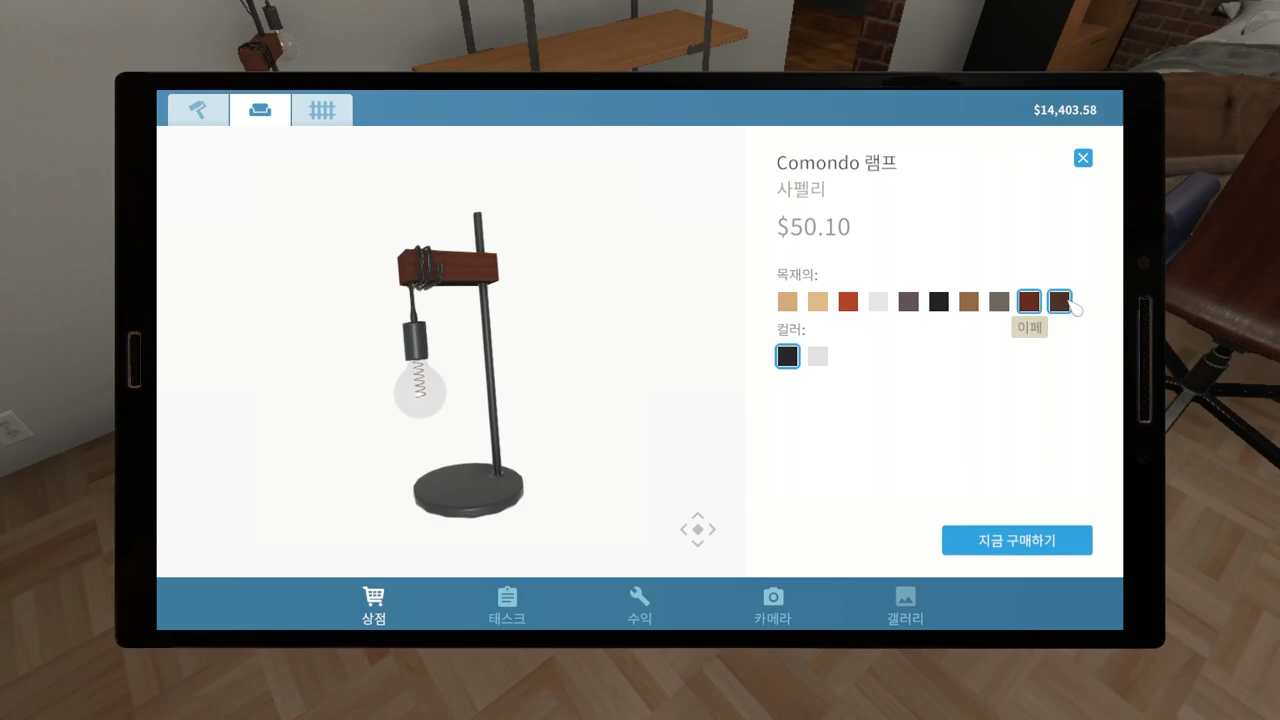 $14,403.58
Comondo 램프
사펠리
$50.10
목재의:
이페
컬러:
지금 구매하기
상점
태스크
수익
카메라
갤러리